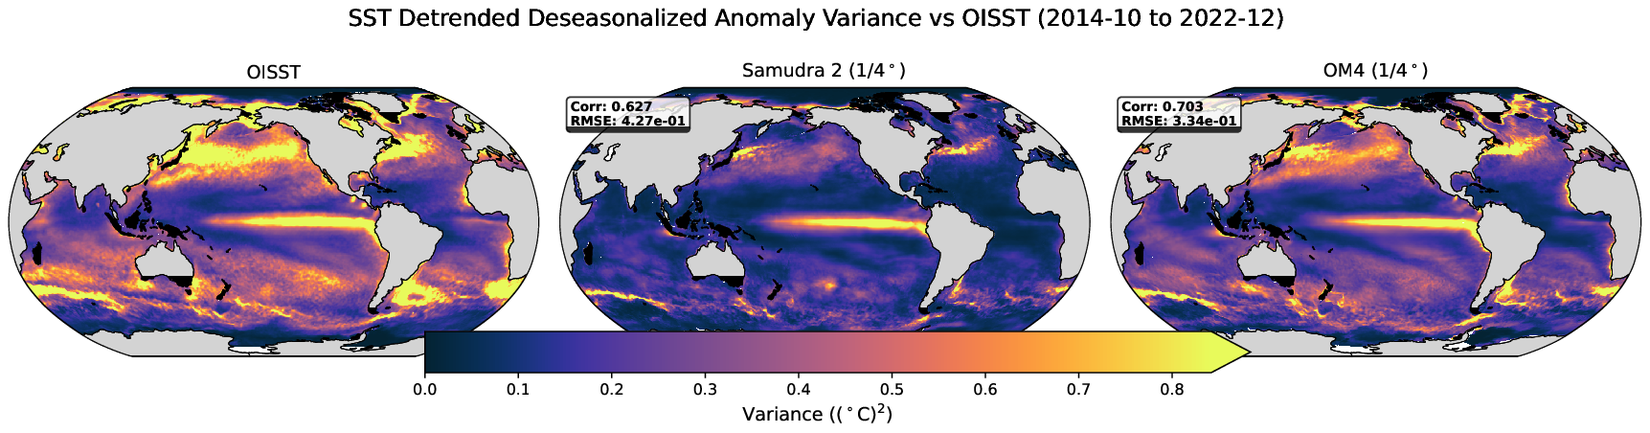 SST Detrended Deseasonalized Anomaly Variance vs OISST (2014-10 to 2022-12)
OISST
Samudra 2 (1/4°)
OM4 (1/4°)
Corr: 0.627
RMSE: 4.27e-01
Corr: 0.703
RMSE: 3.34e-01
0.0 0.1 0.2 0.3 0.4 0.5 0.6 0.7 0.8
Variance ((°C)²)